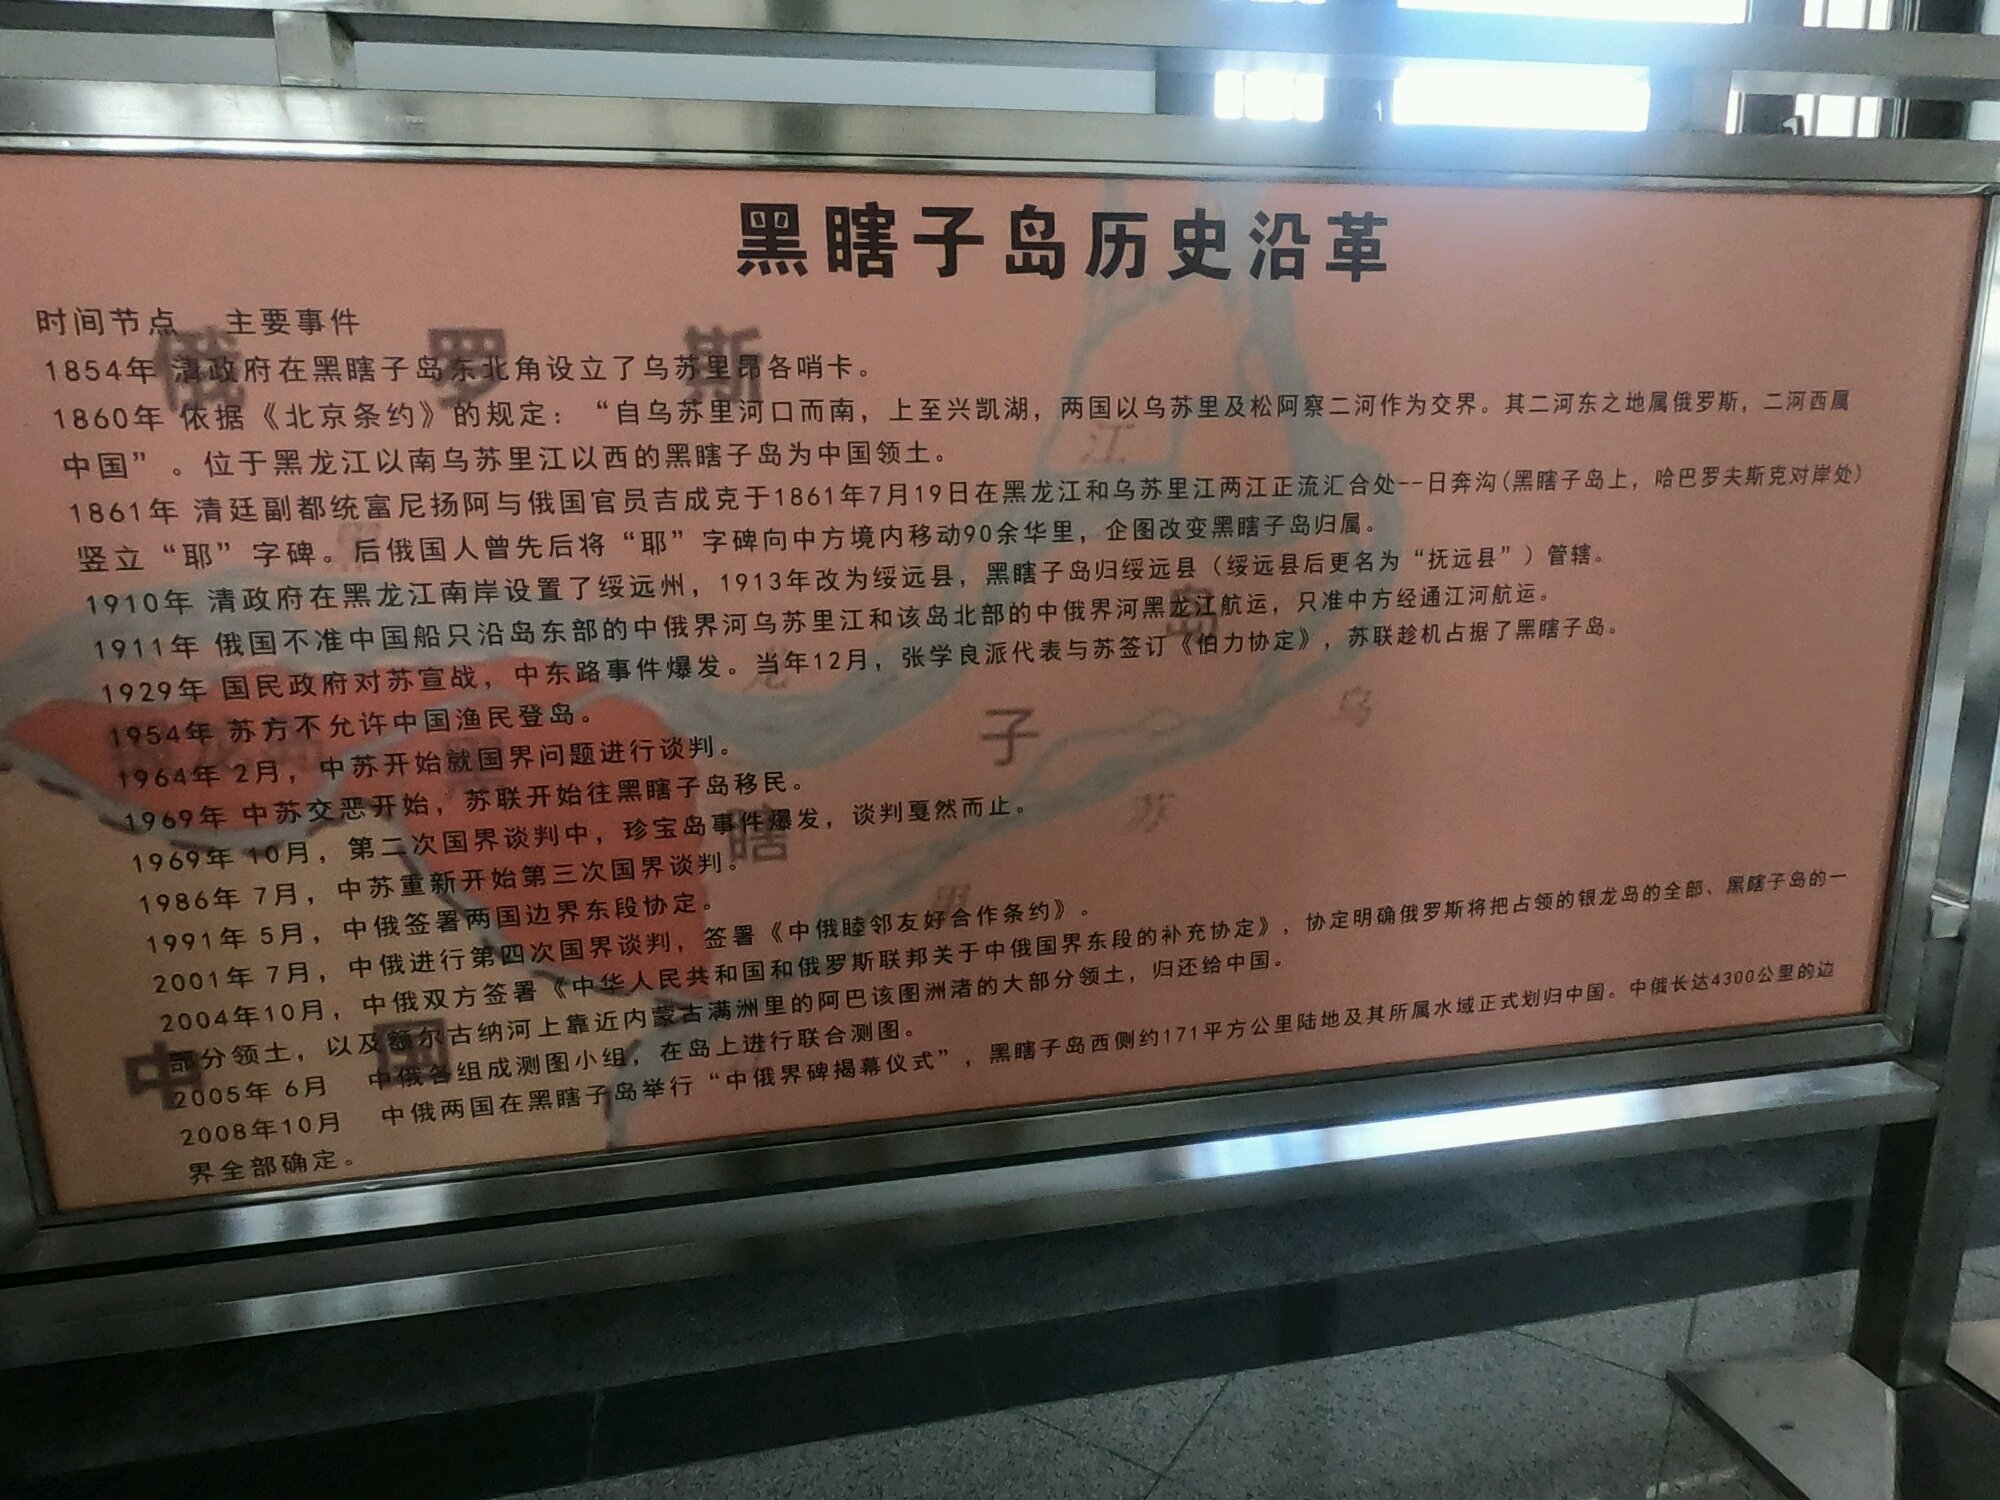 黑瞎子岛历史沿革
时间节点 主要事件
1854年 清政府在黑瞎子岛东北角设立了乌苏里昂各哨卡。
1860年 依据《北京条约》的规定：“自乌苏里河口而南，上至兴凯湖，两国以乌苏里及松阿察二河作为交界。其二河东之地属俄罗斯，二河西属
中国”。位于黑龙江以南乌苏里江以西的黑瞎子岛为中国领土。
1861年 清廷副都统富尼扬阿与俄国官员吉成克于1861年7月19日在黑龙江和乌苏里江两江正流汇合处--日奔沟(黑瞎子岛上，哈巴罗夫斯克对岸处)
竖立“耶”字碑。后俄国人曾先后将“耶”字碑向中方境内移动90余华里，企图改变黑瞎子岛归属。
1910年 清政府在黑龙江南岸设置了绥远州，1913年改为绥远县，黑瞎子岛归绥远县（绥远县后更名为“抚远县”）管辖。
1911年 俄国不准中国船只沿岛东部的中俄界河乌苏里江和该岛北部的中俄界河黑龙江航运，只准中方经通江河航运。
1929年 国民政府对苏宣战，中东路事件爆发。当年12月，张学良派代表与苏签订《伯力协定》，苏联趁机占据了黑瞎子岛。
1954年 苏方不允许中国渔民登岛。
1964年 2月，中苏开始就国界问题进行谈判。
1969年 中苏交恶开始，苏联开始往黑瞎子岛移民。
1969年 10月，第二次国界谈判中，珍宝岛事件爆发，谈判戛然而止。
1986年 7月，中苏重新开始第三次国界谈判。
1991年 5月，中俄签署两国边界东段协定。
2001年 7月，中俄进行第四次国界谈判，签署《中俄睦邻友好合作条约》。
2004年10月，中俄双方签署《中华人民共和国和俄罗斯联邦关于中俄国界东段的补充协定》，协定明确俄罗斯将把占领的银龙岛的全部、黑瞎子岛的一
部分领土，以及额尔古纳河上靠近内蒙古满洲里的阿巴该图洲渚的大部分领土，归还给中国。
2005年 6月 中俄各组成测图小组，在岛上进行联合测图。
2008年10月 中俄两国在黑瞎子岛举行“中俄界碑揭幕仪式”，黑瞎子岛西侧约171平方公里陆地及其所属水域正式划归中国。中俄长达4300公里的边
界全部确定。
俄罗斯
中国
黑
瞎
子
岛
龙
江
乌
苏
里